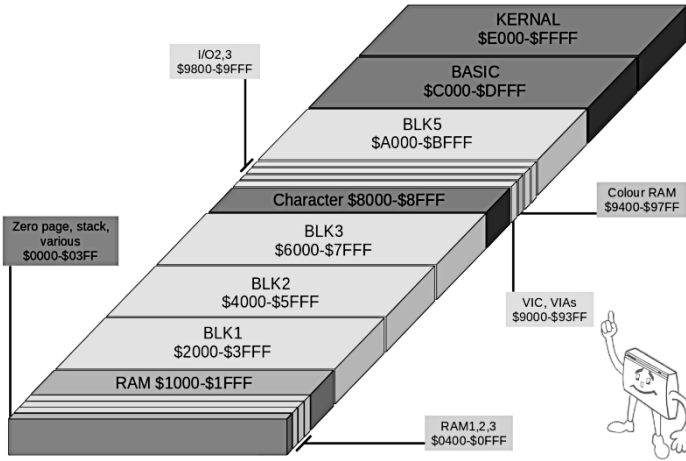 KERNAL
$E000-$FFFF
I/O2,3
$9800-$9FFF
BASIC
$C000-$DFFF
BLK5
$A000-$BFFF
Character $8000-$8FFF
Colour RAM
$9400-$97FF
Zero page, stack,
various
$0000-$03FF
BLK3
$6000-$7FFF
BLK2
$4000-$5FFF
VIC, VIAs
$9000-$93FF
BLK1
$2000-$3FFF
RAM $1000-$1FFF
RAM1,2,3
$0400-$0FFF